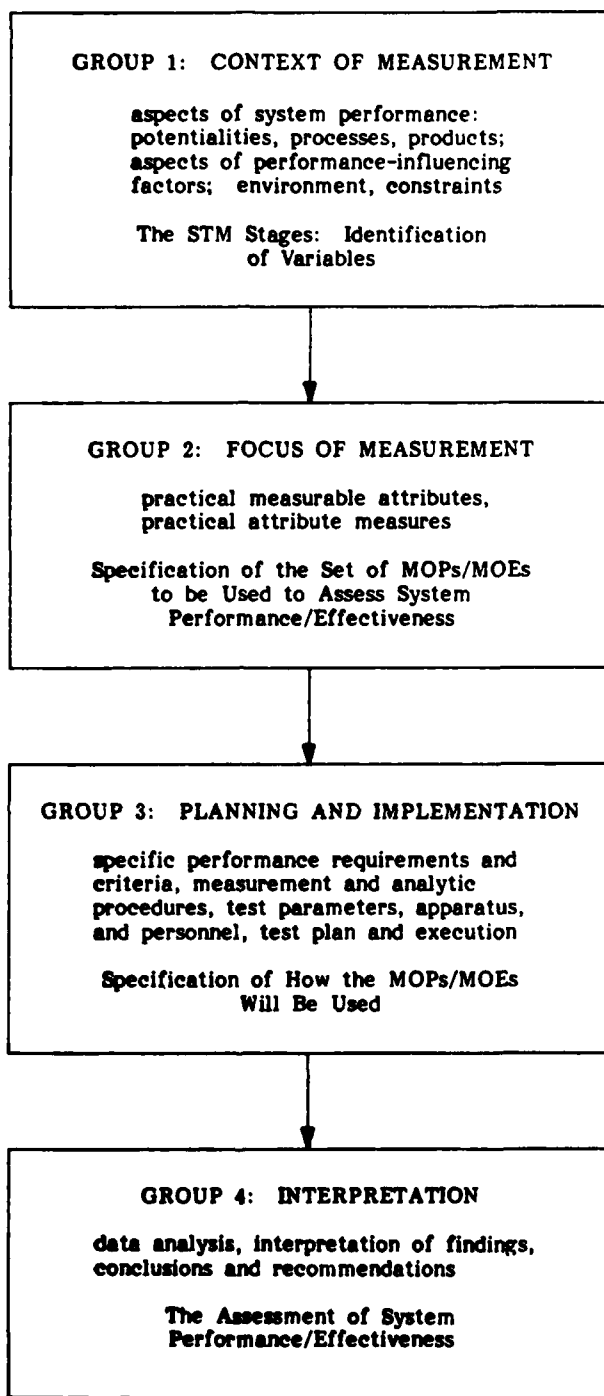 GROUP 1: CONTEXT OF MEASUREMENT
aspects of system performance:
potentialities, processes, products;
aspects of performance-influencing
factors; environment, constraints
The STM Stages: Identification
of Variables
GROUP 2: FOCUS OF MEASUREMENT
practical measurable attributes,
practical attribute measures
Specification of the Set of MOPs/MOEs
to be Used to Assess System
Performance/Effectiveness
GROUP 3: PLANNING AND IMPLEMENTATION
specific performance requirements and
criteria, measurement and analytic
procedures, test parameters, apparatus,
and personnel, test plan and execution
Specification of How the MOPs/MOEs
Will Be Used
GROUP 4: INTERPRETATION
data analysis, interpretation of findings,
conclusions and recommendations
The Assessment of System
Performance/Effectiveness